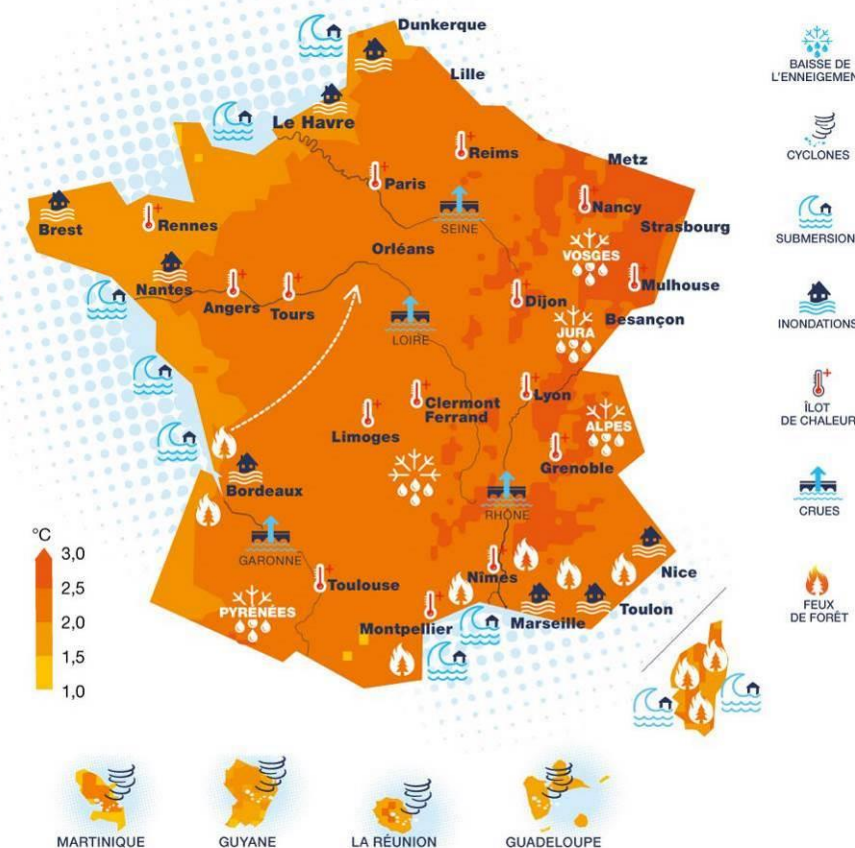 Dunkerque
Lille
Le Havre
Reims
Metz
Paris
Nancy
Brest
Rennes
SEINE
Strasbourg
Orléans
VOSGES
Nantes
Mulhouse
Angers
Tours
Dijon
LOIRE
JURA
Besançon
Lyon
Clermont
Ferrand
Limoges
ALPES
Grenoble
Bordeaux
RHÔNE
GARONNE
Nice
Toulouse
Nîmes
PYRÉNÉES
Montpellier
Marseille
Toulon
°C
3,0
2,5
2,0
1,5
1,0
BAISSE DE
L'ENNEIGEMENT
CYCLONES
SUBMERSION
INONDATIONS
ÎLOT
DE CHALEUR
CRUES
FEUX
DE FORÊT
MARTINIQUE
GUYANE
LA RÉUNION
GUADELOUPE